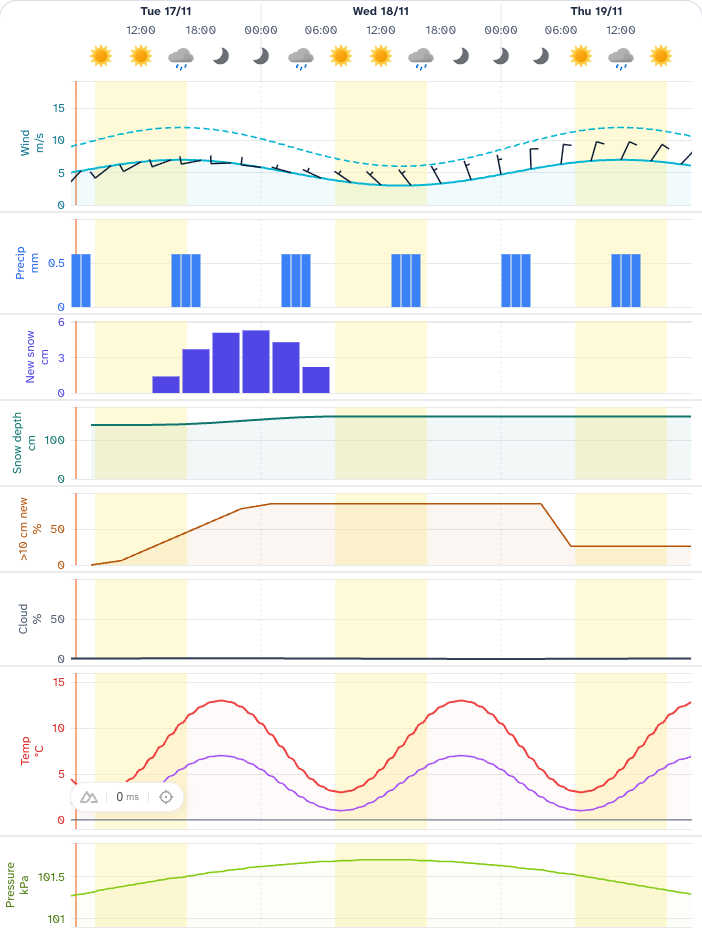 Tue 17/11 Wed 18/11 Thu 19/11
12:00 18:00 00:00 06:00 12:00 18:00 00:00 06:00 12:00
Wind
m/s
15
10
5
0
Precip
mm
0.5
0
New snow
cm
6
3
0
Snow depth
cm
100
0
>10 cm new
%
50
0
Cloud
%
50
0
Temp
°C
15
10
5
0
0 ms
Pressure
kPa
101.5
101